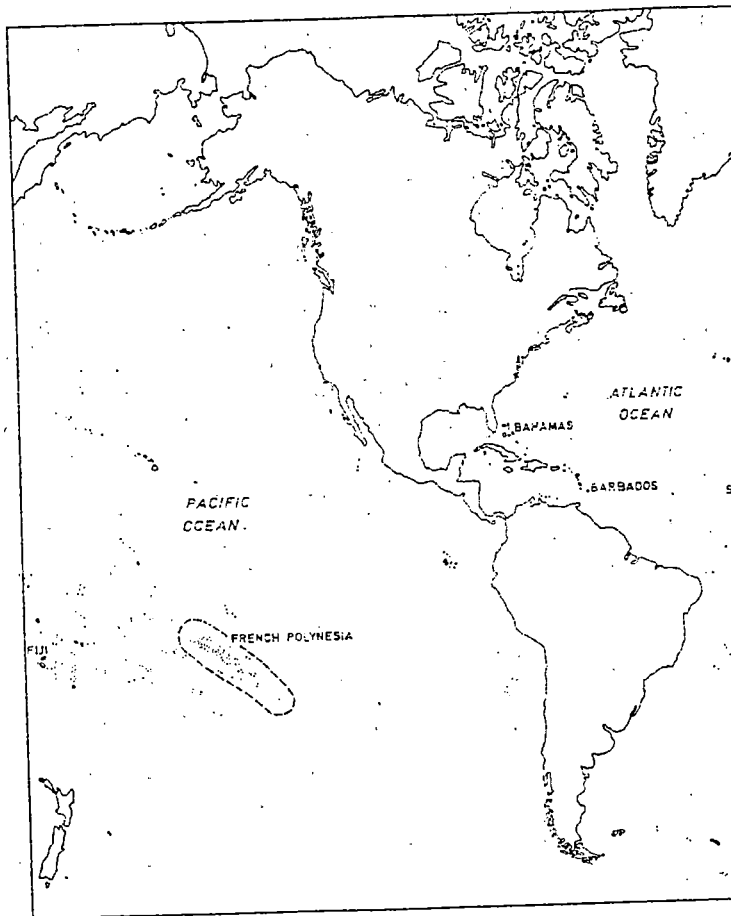 ATLANTIC
OCEAN
BAHAMAS
BARBADOS
S
PACIFIC
OCEAN.
FRENCH POLYNESIA
FIJI